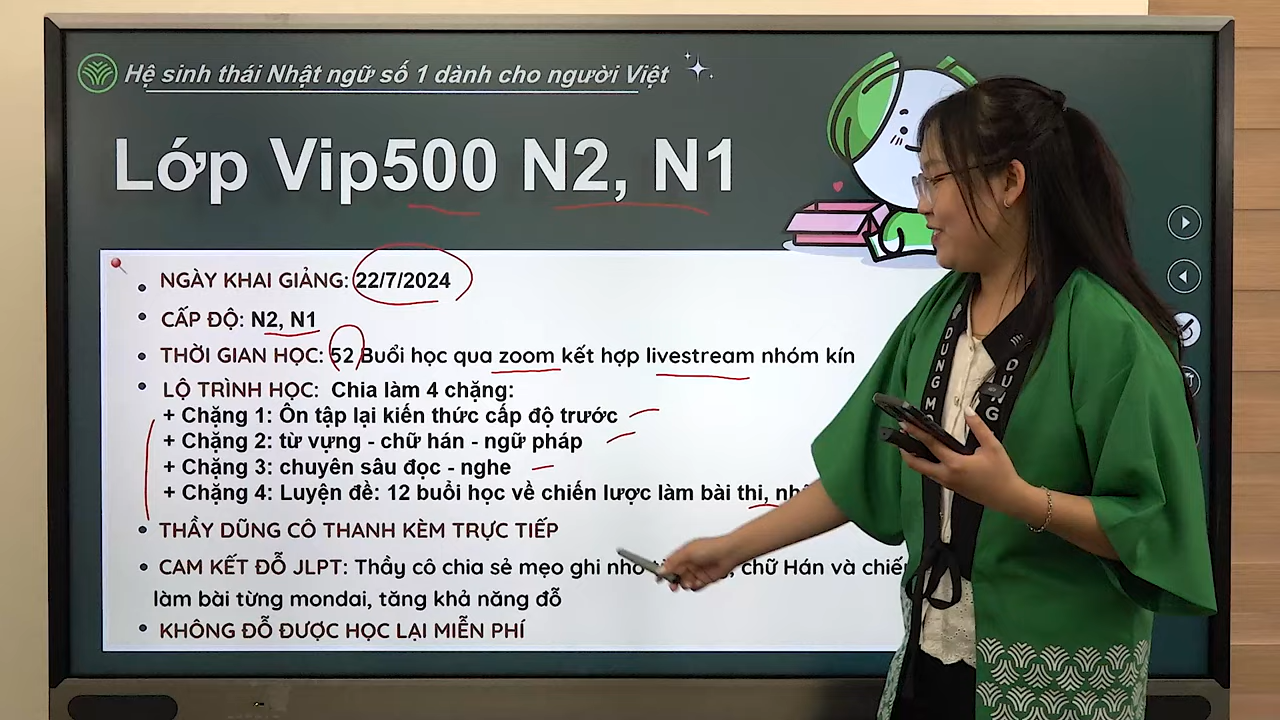 Hệ sinh thái Nhật ngữ số 1 dành cho người Việt
Lớp Vip500 N2, N1
NGÀY KHAI GIẢNG: 22/7/2024
CẤP ĐỘ: N2, N1
THỜI GIAN HỌC: 52 Buổi học qua zoom kết hợp livestream nhóm kín
LỘ TRÌNH HỌC: Chia làm 4 chặng:
+ Chặng 1: Ôn tập lại kiến thức cấp độ trước
+ Chặng 2: từ vựng - chữ hán - ngữ pháp
+ Chặng 3: chuyên sâu đọc - nghe
+ Chặng 4: Luyện đề: 12 buổi học về chiến lược làm bài thi,
THẦY DŨNG CÔ THANH KÈM TRỰC TIẾP
CAM KẾT ĐỖ JLPT: Thầy cô chia sẻ mẹo ghi nhớ chữ Hán và
làm bài từng mondai, tăng khả năng đỗ
KHÔNG ĐỖ ĐƯỢC HỌC LẠI MIỄN PHÍ
DUNG